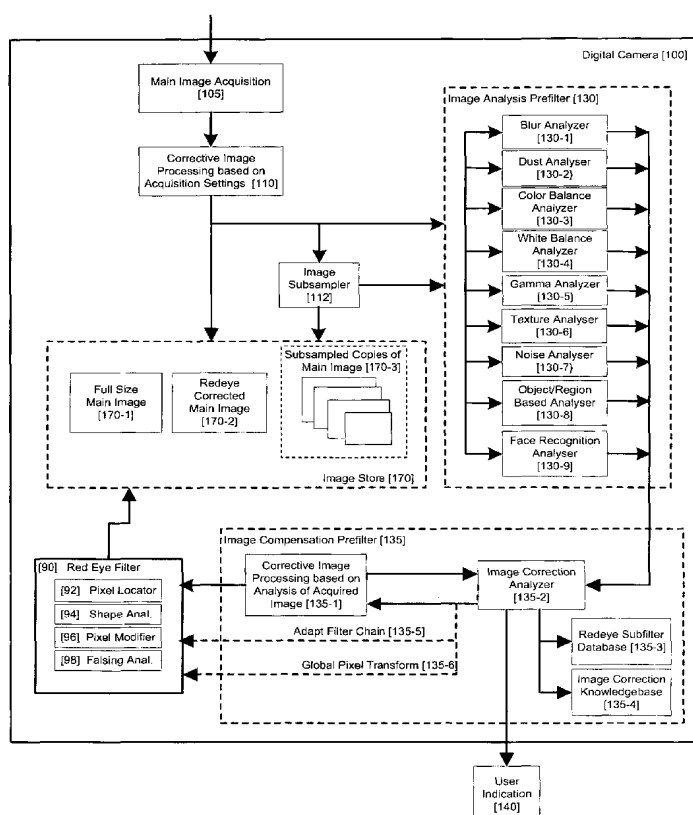 Digital Camera [100]
Main Image Acquisition
[105]
Corrective Image
Processing based on
Acquisition Settings [110]
Image
Subsampler
[112]
Image Analysis Prefilter [130]
Blur Analyzer
[130-1]
Dust Analyser
[130-2]
Color Balance
Analyzer
[130-3]
White Balance
Analyzer
[130-4]
Gamma Analyzer
[130-5]
Texture Analyser
[130-6]
Noise Analyser
[130-7]
Object/Region
Based Analyser
[130-8]
Face Recognition
Analyser
[130-9]
Full Size
Main Image
[170-1]
Redeye
Corrected
Main Image
[170-2]
Subsampled Copies of
Main Image [170-3]
Image Store [170]
[90] Red Eye Filter
[92] Pixel Locator
[94] Shape Anal.
[96] Pixel Modifier
[98] Falsing Anal.
Image Compensation Prefilter [135]
Corrective Image
Processing based on
Analysis of Acquired
Image [135-1]
Image Correction
Analyzer
[135-2]
Adapt Filter Chain [135-5]
Global Pixel Transform [135-6]
Redeye Subfilter
Database [135-3]
Image Correction
Knowledgebase
[135-4]
User
Indication
[140]